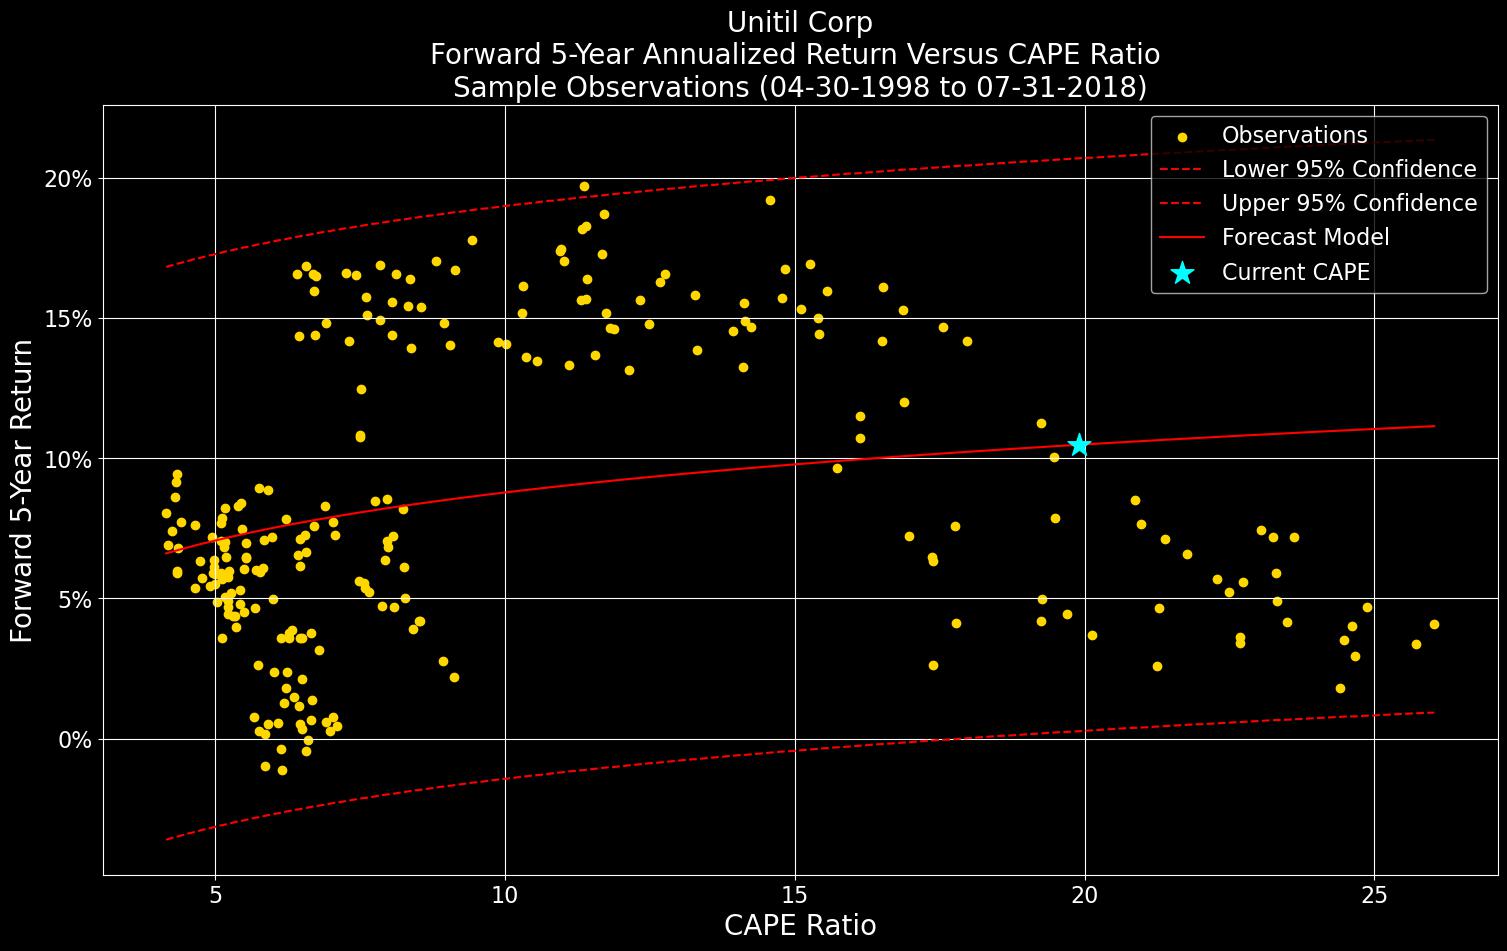 Unitil Corp
Forward 5-Year Annualized Return Versus CAPE Ratio
Sample Observations (04-30-1998 to 07-31-2018)
Observations
Lower 95% Confidence
Upper 95% Confidence
Forecast Model
Current CAPE
Forward 5-Year Return
20%
15%
10%
5%
0%
5
10
15
20
25
CAPE Ratio